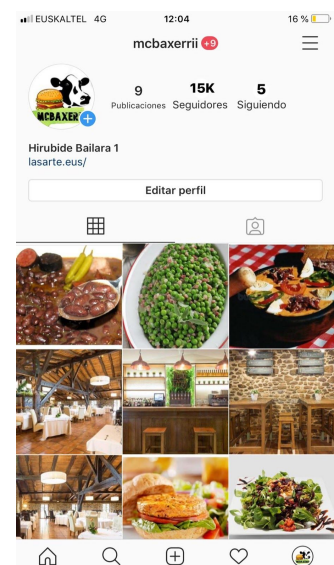 EUSKALTEL 4G 12:04 16 %
mcbaxerrii +9
9 15K 5
Publicaciones Seguidores Siguiendo
MCBAXER
Hirubide Bailara 1
lasarte.eus/
Editar perfil